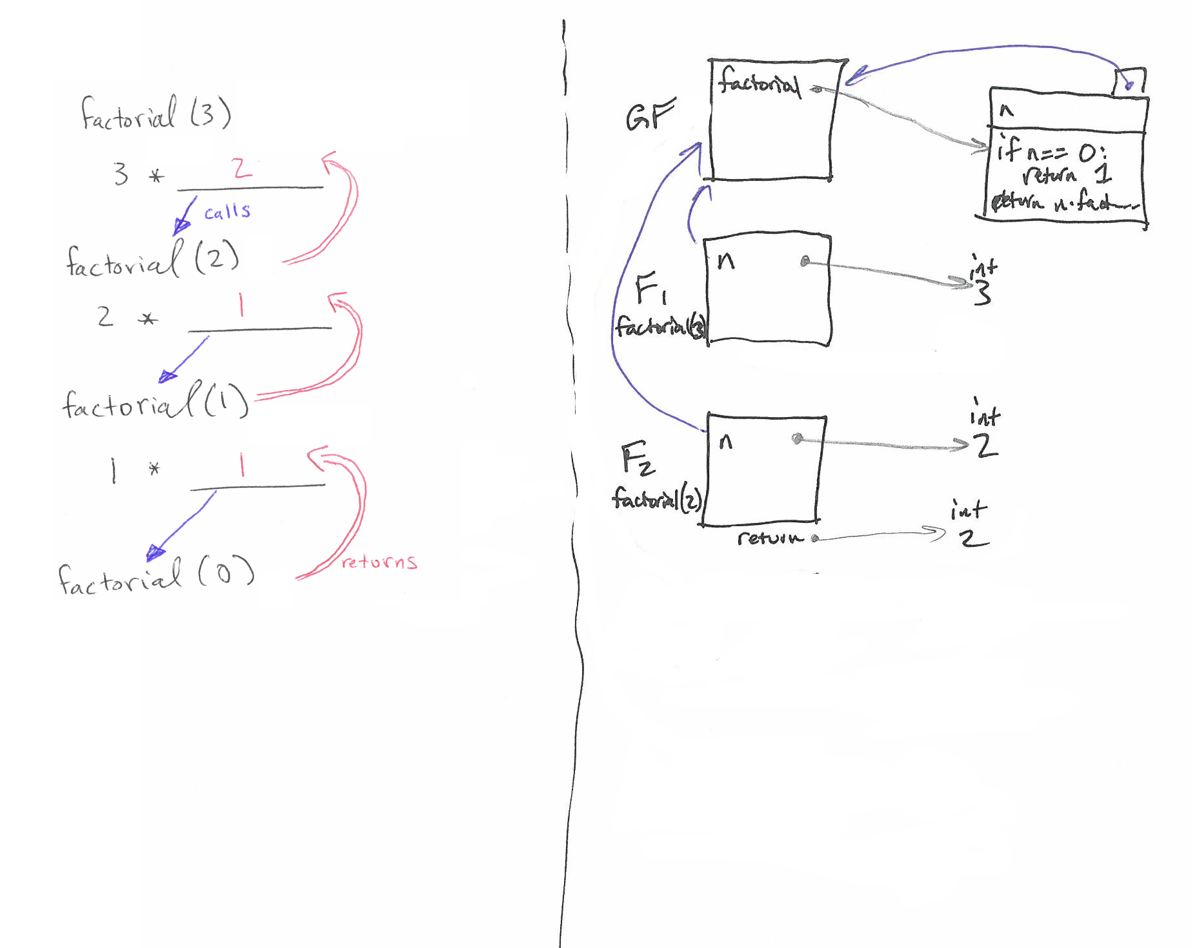 factorial (3)
3 * 2
calls
factorial (2)
2 * 1
factorial (1)
1 * 1
factorial (0)
returns
GF
factorial
n
if n == 0:
return 1
return n·fact
F1
factorial(3)
n
int
3
F2
factorial(2)
n
int
2
return
int
2